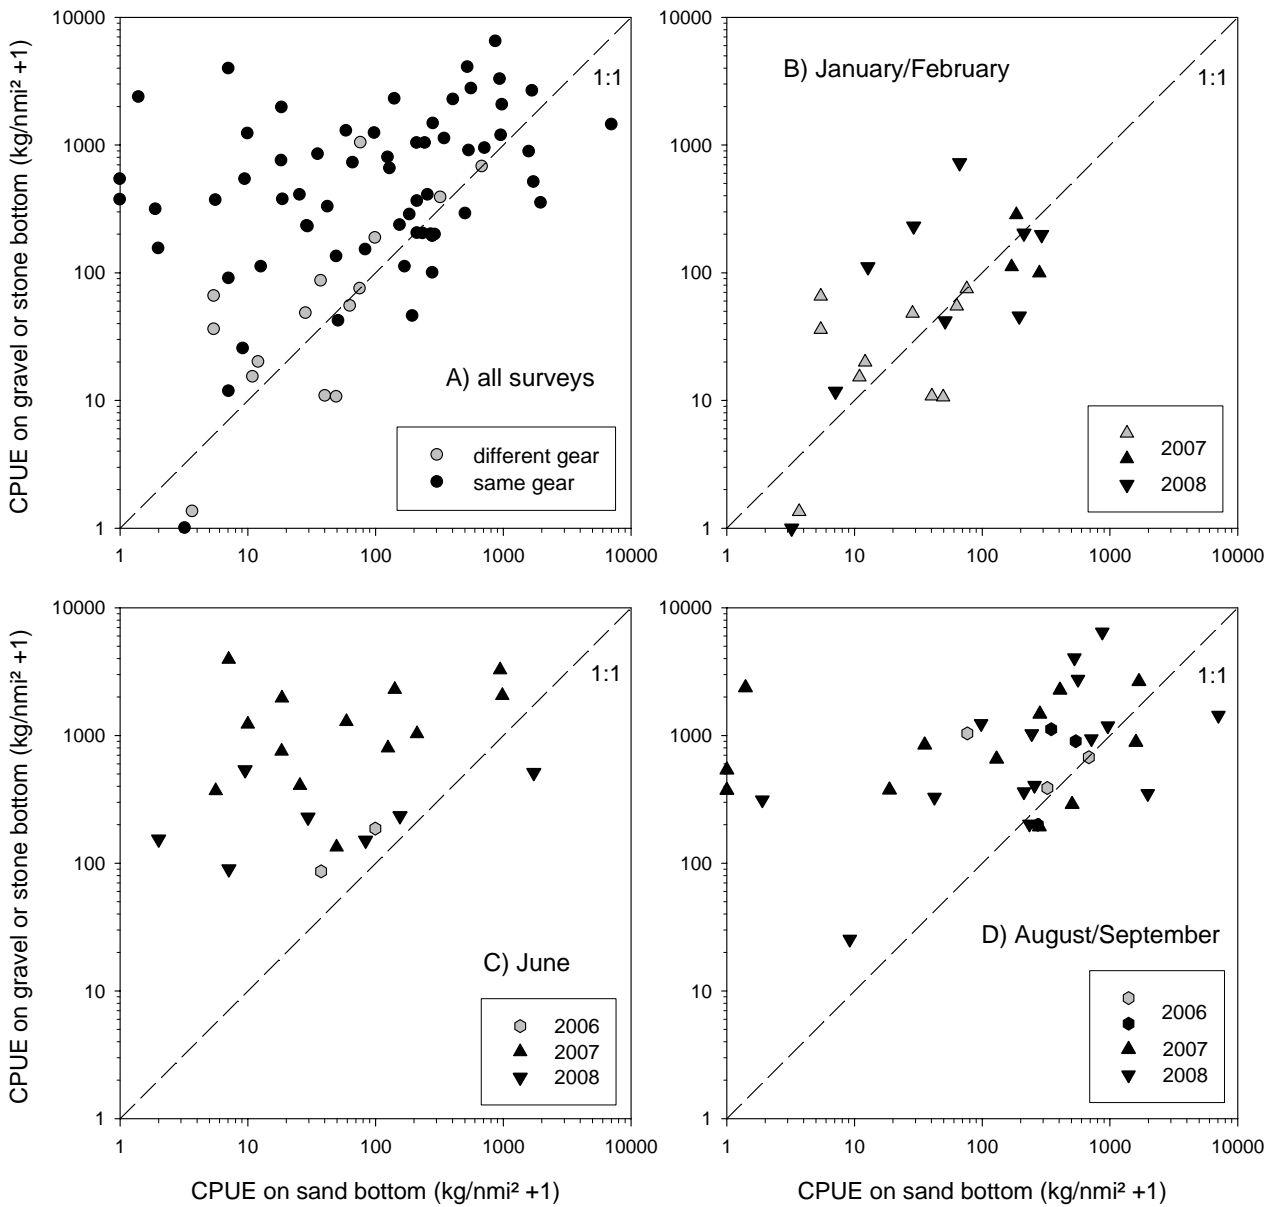 10000
1000
100
10
1
1 10 100 1000 10000
CPUE on gravel or stone bottom (kg/nmi² +1)
1:1
A) all surveys
different gear
same gear
10000
1000
100
10
1
1 10 100 1000 10000
B) January/February
1:1
2007
2008
10000
1000
100
10
1
1 10 100 1000 10000
CPUE on gravel or stone bottom (kg/nmi² +1)
CPUE on sand bottom (kg/nmi² +1)
1:1
C) June
2006
2007
2008
10000
1000
100
10
1
1 10 100 1000 10000
CPUE on sand bottom (kg/nmi² +1)
1:1
D) August/September
2006
2007
2008